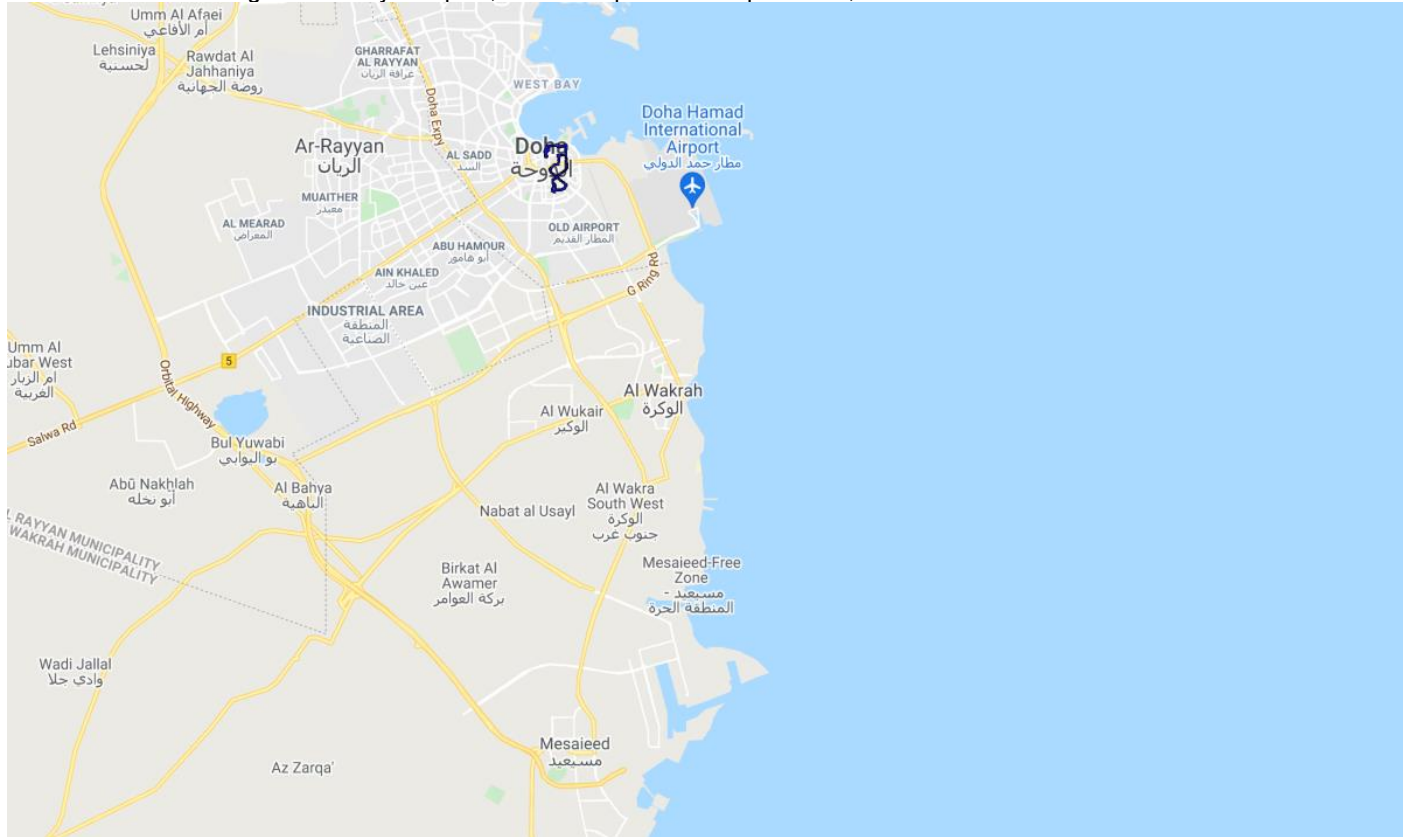 Umm Al Afaei
أم الأفاعي
Lehsiniya
لحسنية
Rawdat Al
Jahhaniya
روضة الجهانية
GHARRAFAT
AL RAYYAN
غرافة الريان
Doha Expy
WEST BAY
Doha Hamad
International
Airport
مطار حمد الدولي
Ar-Rayyan
الريان
AL SADD
السد
Doha
الدوحة
MUAITHER
معيذر
AL MEARAD
المعراض
OLD AIRPORT
المطار القديم
ABU HAMOUR
أبو هامور
AIN KHALED
عين خالد
G Ring Rd
INDUSTRIAL AREA
المنطقة
الصناعية
Umm Al
ubar West
ام الزبار
الغربية
5
Orbital Highway
Salwa Rd
Al Wakrah
الوكرة
Al Wukair
الوكير
Bul Yuwabi
بو اليوابي
Abū Nakhlah
أبو نخله
Al Bahya
الباهية
Nabat al Usayl
Al Wakra
South West
الوكرة
جنوب غرب
L RAYYAN MUNICIPALITY
WAKRAH MUNICIPALITY
Birkat Al
Awamer
بركة العوامر
Mesaieed-Free
Zone
مسيعيد -
المنطقة الحرة
Wadi Jallal
وادي جلا
Mesaieed
مسيعيد
Az Zarqa'